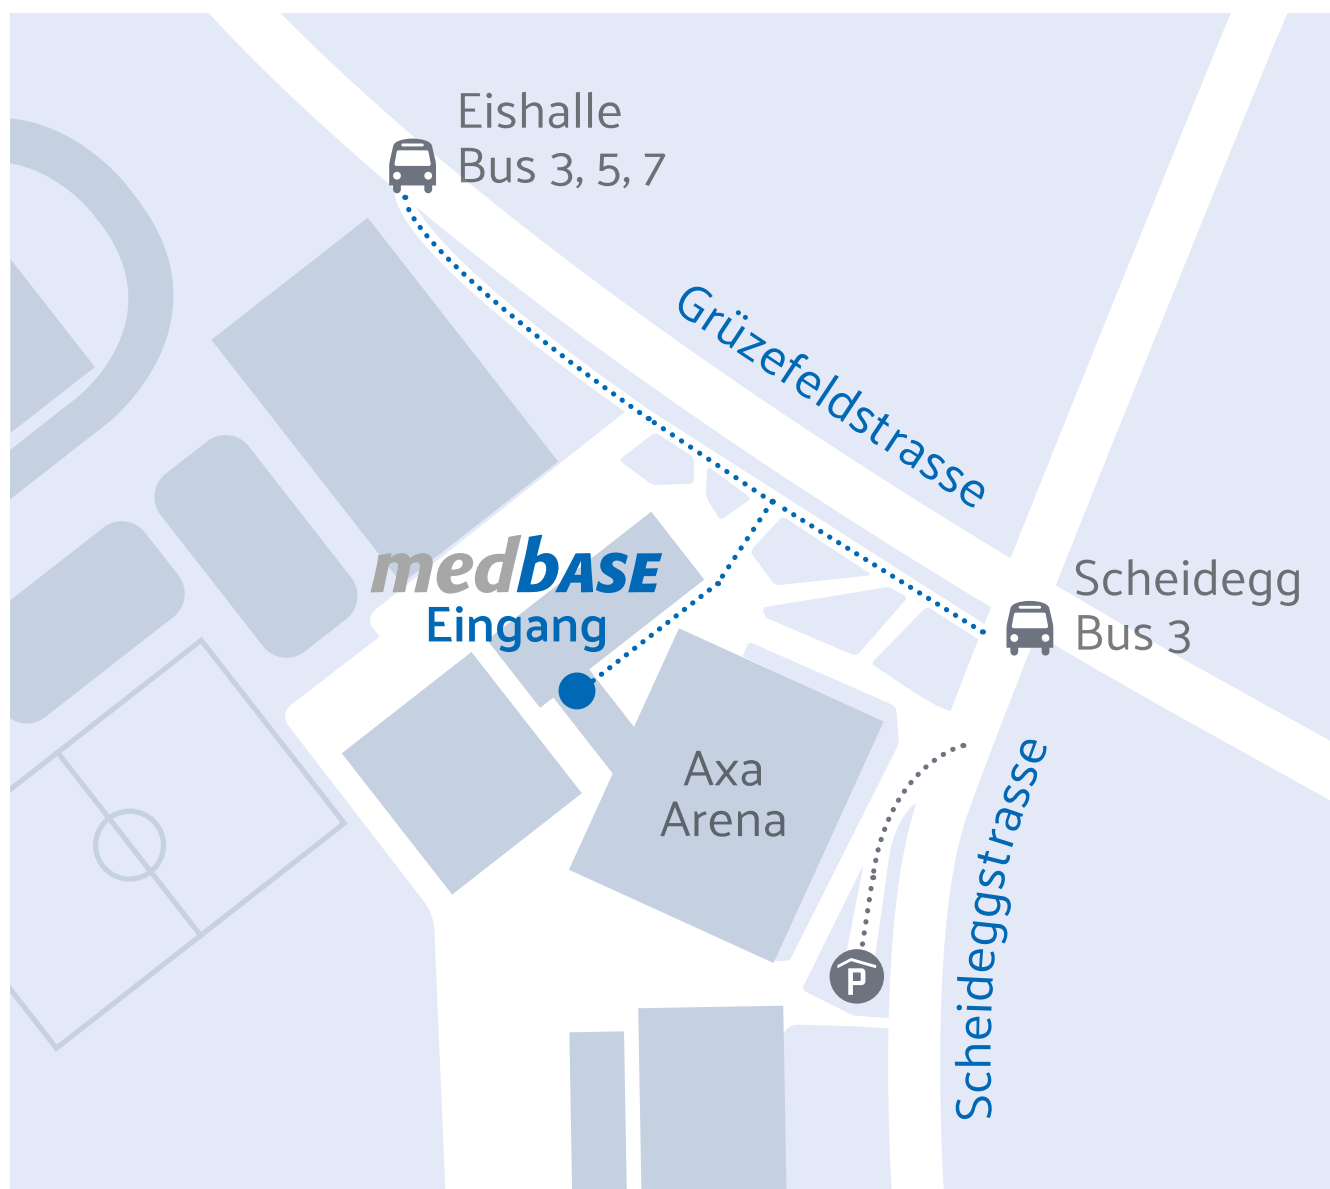 Eishalle
Bus 3, 5, 7
Grüzefeldstrasse
medBASE
Eingang
Scheidegg
Bus 3
Axa
Arena
Scheideggstrasse
P